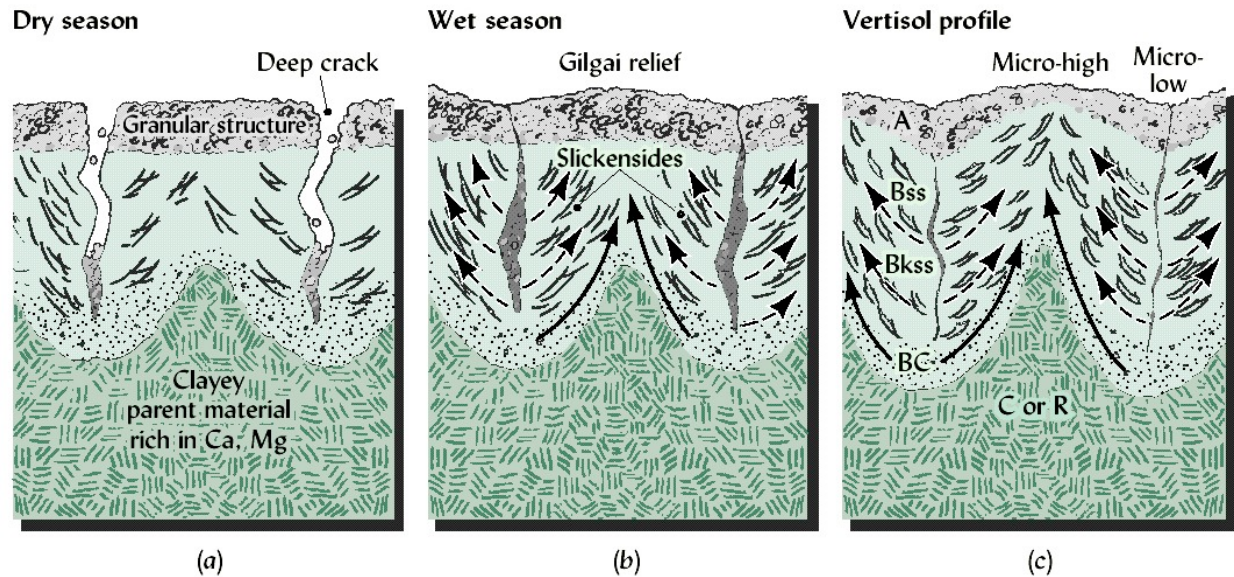 Dry season
Deep crack
Granular structure
Clayey
parent material
rich in Ca, Mg
(a)
Wet season
Gilgai relief
Slickensides
(b)
Vertisol profile
Micro-high
Micro-
low
A
Bss
Bkss
BC
C or R
(c)